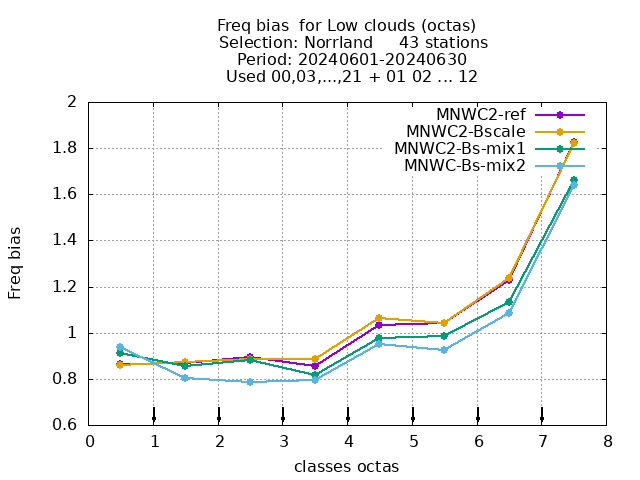 Freq bias  for Low clouds (octas)
Selection: Norrland     43 stations
Period: 20240601-20240630
Used 00,03,...,21 + 01 02 ... 12
MNWC2-ref
MNWC2-Bscale
MNWC2-Bs-mix1
MNWC-Bs-mix2
2
1.8
1.6
1.4
1.2
1
0.8
0.6
Freq bias
0 1 2 3 4 5 6 7 8
classes octas